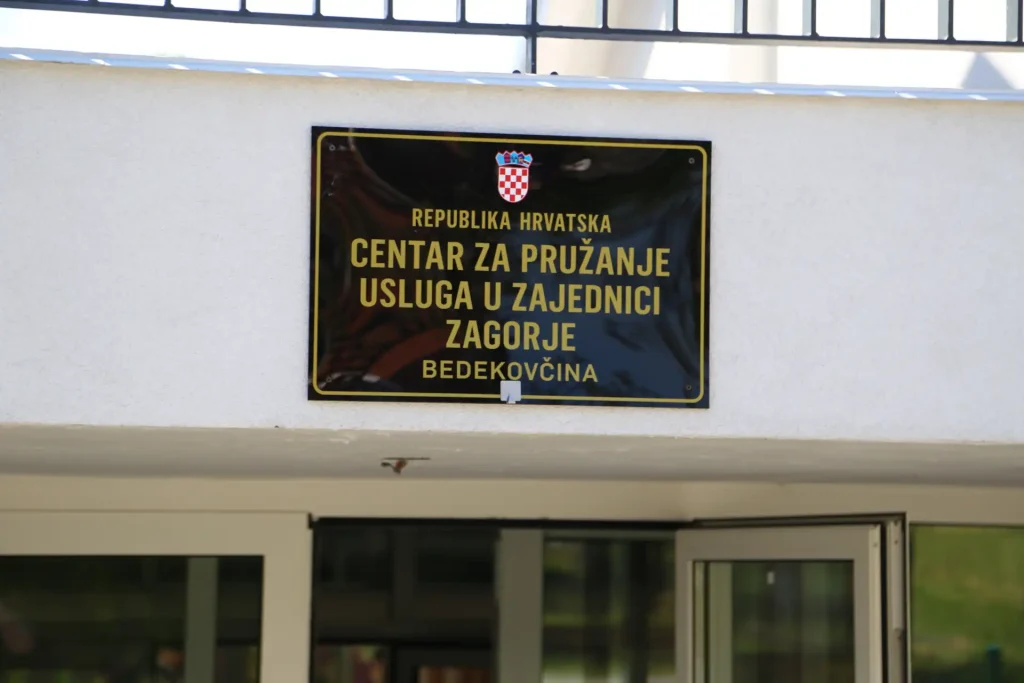 REPUBLIKA HRVATSKA
CENTAR ZA PRUŽANJE
USLUGA U ZAJEDNICI
ZAGORJE
BEDEKOVČINA